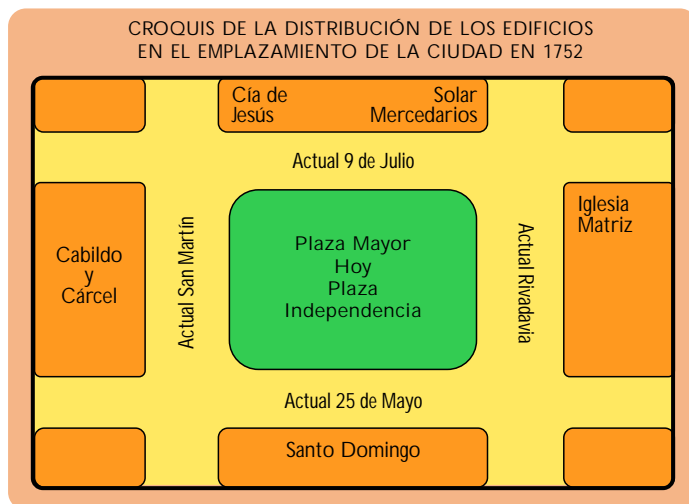 CROQUIS DE LA DISTRIBUCIÓN DE LOS EDIFICIOS
EN EL EMPLAZAMIENTO DE LA CIUDAD EN 1752
Cía de
Jesús
Solar
Mercedarios
Actual 9 de Julio
Cabildo
y
Cárcel
Actual San Martín
Plaza Mayor
Hoy
Plaza
Independencia
Actual Rivadavia
Iglesia
Matriz
Actual 25 de Mayo
Santo Domingo